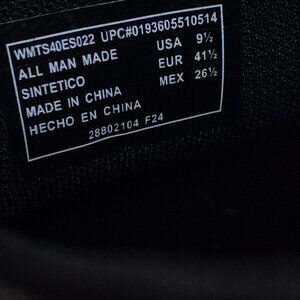 WMTS40ES022 UPC#0193605510514
ALL MAN MADE USA 9½
SINTETICO EUR 41½
MADE IN CHINA MEX 26½
HECHO EN CHINA
28802104 F24